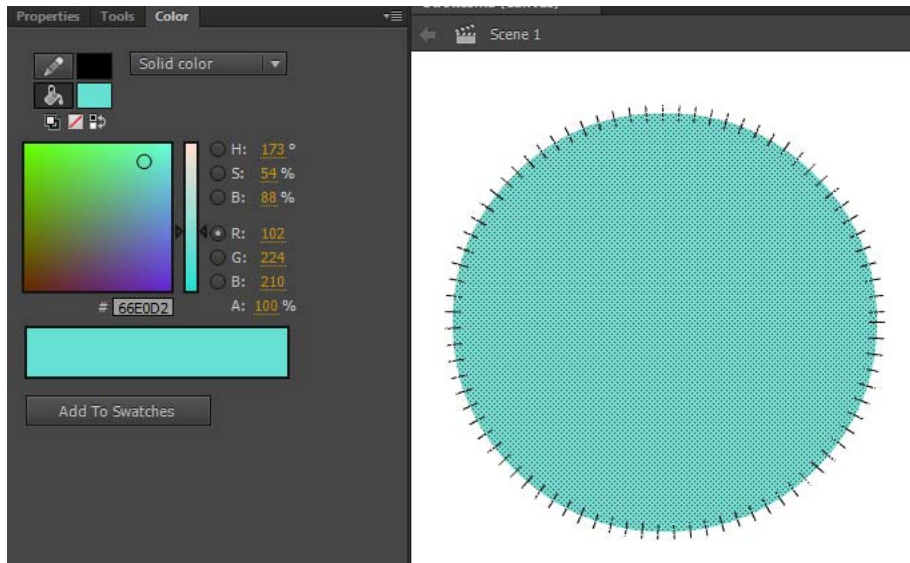 Properties Tools Color
Solid color
H: 173 °
S: 54 %
B: 88 %
R: 102
G: 224
B: 210
# 66E0D2 A: 100 %
Add To Swatches
Scene 1